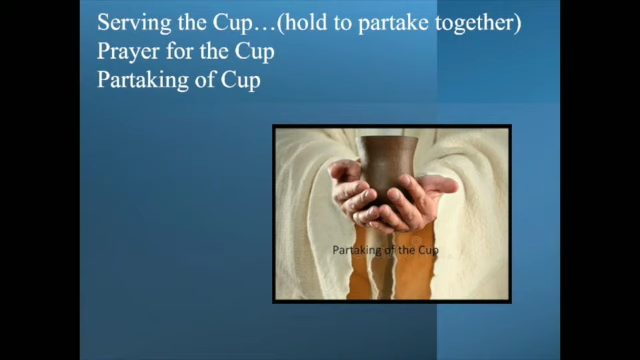 Serving the Cup…(hold to partake together)
Prayer for the Cup
Partaking of Cup
Partaking of the Cup